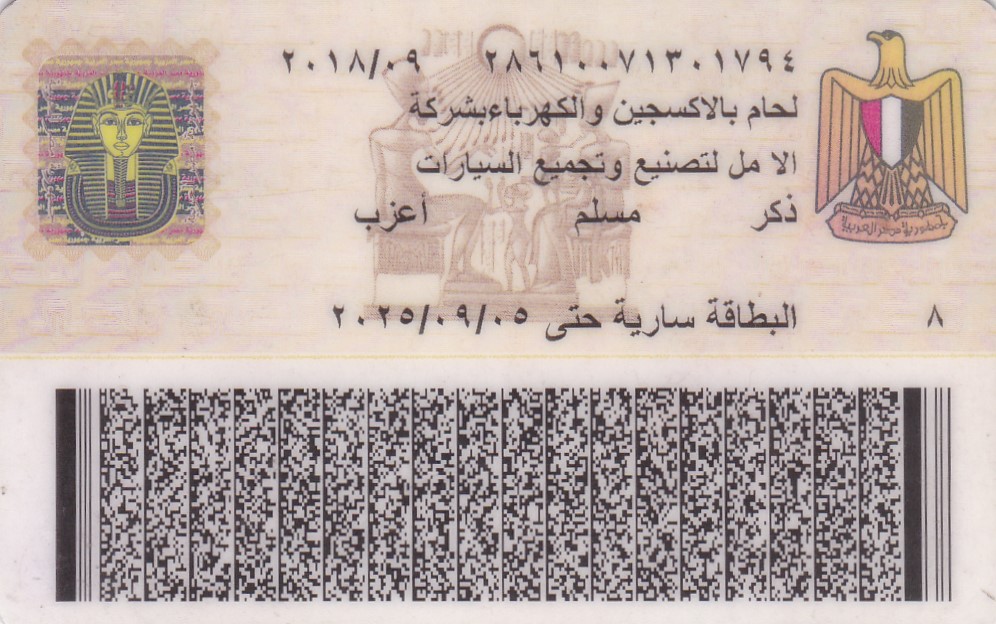 ٢٨٦١٠٠٧١٣٠١٧٩٤ ٢٠١٨/٠٩
لحام بالاكسجين والكهرباءبشركة
الا مل لتصنيع وتجميع السيارات
ذكر مسلم أعزب
٨ البطاقة سارية حتى ٢٠٢٥/٠٩/٠٥
جمهورية مصر العربية